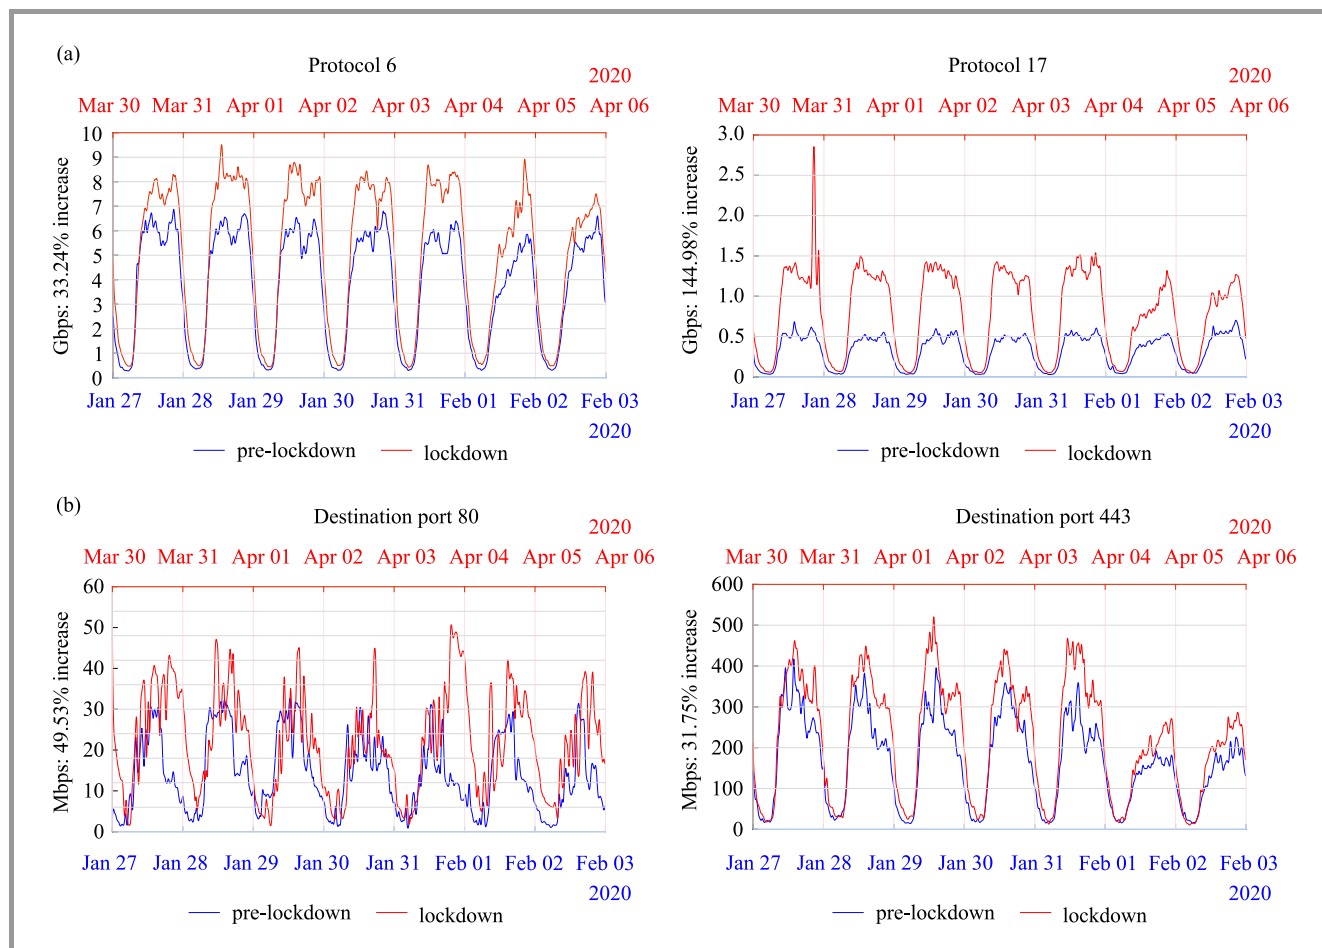 (a)
Protocol 6
2020
Mar 30 Mar 31 Apr 01 Apr 02 Apr 03 Apr 04 Apr 05 Apr 06
Gbps: 33.24% increase
10
9
8
7
6
5
4
3
2
1
0
Jan 27 Jan 28 Jan 29 Jan 30 Jan 31 Feb 01 Feb 02 Feb 03
2020
pre-lockdown lockdown
Protocol 17
2020
Mar 30 Mar 31 Apr 01 Apr 02 Apr 03 Apr 04 Apr 05 Apr 06
Gbps: 144.98% increase
3.0
2.5
2.0
1.5
1.0
0.5
0
Jan 27 Jan 28 Jan 29 Jan 30 Jan 31 Feb 01 Feb 02 Feb 03
2020
pre-lockdown lockdown
(b)
Destination port 80
2020
Mar 30 Mar 31 Apr 01 Apr 02 Apr 03 Apr 04 Apr 05 Apr 06
Mbps: 49.53% increase
60
50
40
30
20
10
0
Jan 27 Jan 28 Jan 29 Jan 30 Jan 31 Feb 01 Feb 02 Feb 03
2020
pre-lockdown lockdown
Destination port 443
2020
Mar 30 Mar 31 Apr 01 Apr 02 Apr 03 Apr 04 Apr 05 Apr 06
Mbps: 31.75% increase
600
500
400
300
200
100
0
Jan 27 Jan 28 Jan 29 Jan 30 Jan 31 Feb 01 Feb 02 Feb 03
2020
pre-lockdown lockdown